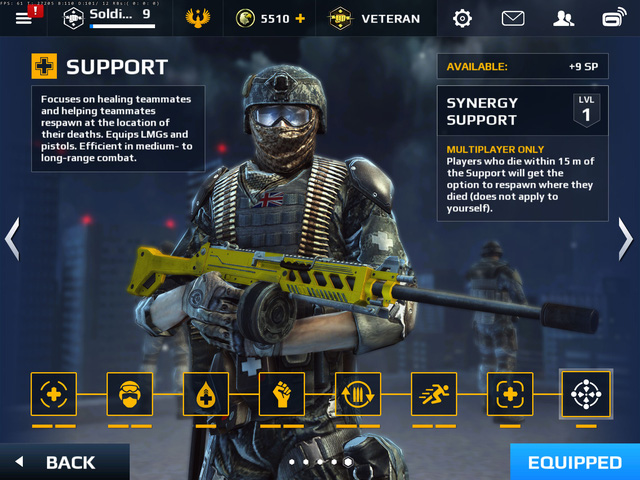 Soldi... 9
5510 +
VETERAN
SUPPORT
Focuses on healing teammates
and helping teammates
respawn at the location of
their deaths. Equips LMGs and
pistols. Efficient in medium- to
long-range combat.
AVAILABLE: +9 SP
SYNERGY
SUPPORT
LVL
1
MULTIPLAYER ONLY
Players who die within 15 m of
the Support will get the
option to respawn where they
died (does not apply to
yourself).
BACK
EQUIPPED